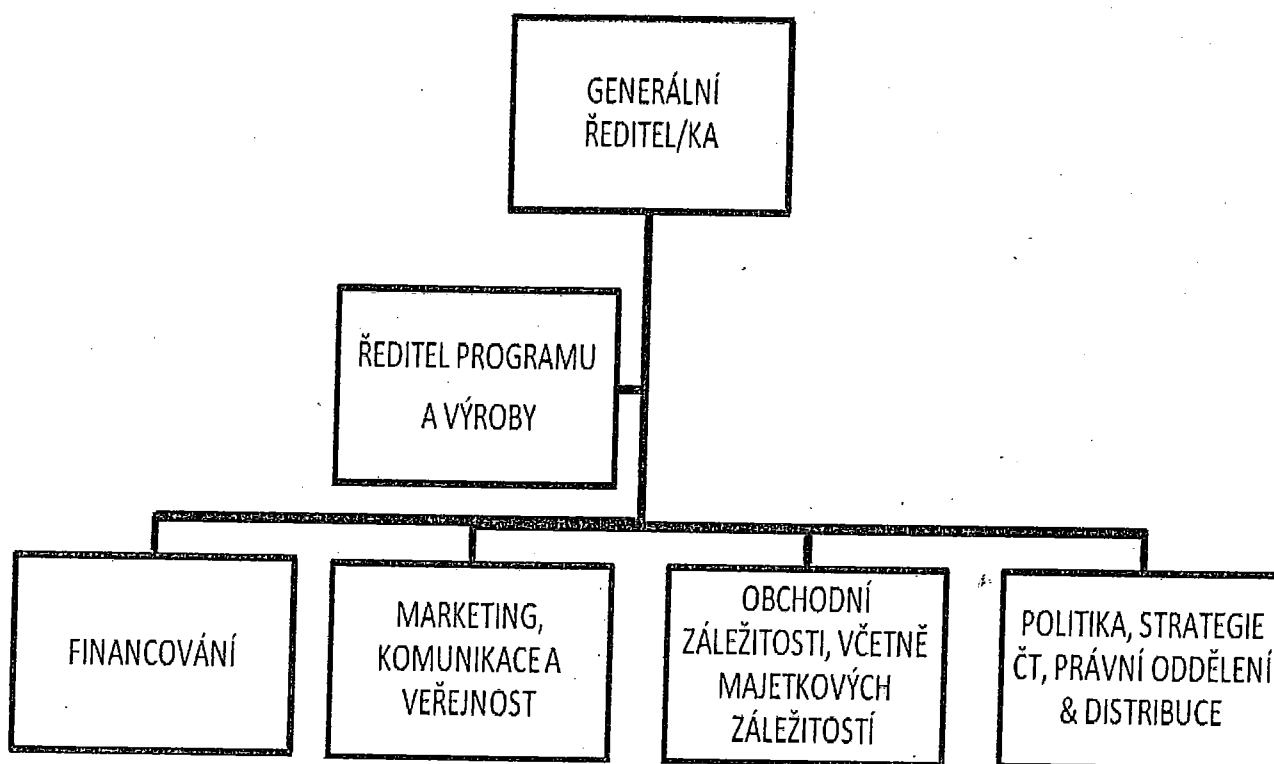 GENERÁLNÍ
ŘEDITEL/KA
ŘEDITEL PROGRAMU
A VÝROBY
FINANCOVÁNÍ
MARKETING,
KOMUNIKACE A
VEŘEJNOST
OBCHODNÍ
ZÁLEŽITOSTI, VČETNĚ
MAJETKOVÝCH
ZÁLEŽITOSTÍ
POLITIKA, STRATEGIE
ČT, PRÁVNÍ ODDĚLENÍ
& DISTRIBUCE